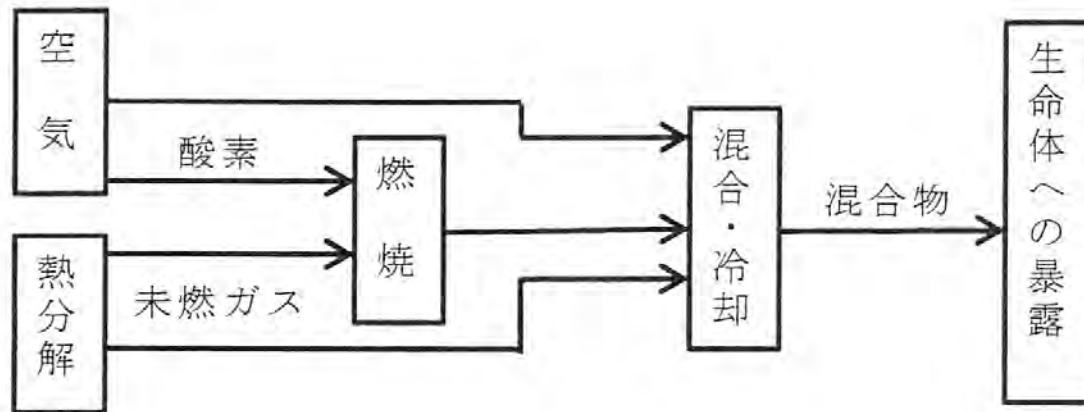 空気
酸素
熱分解
未燃ガス
燃焼
混合・冷却
混合物
生命体への暴露